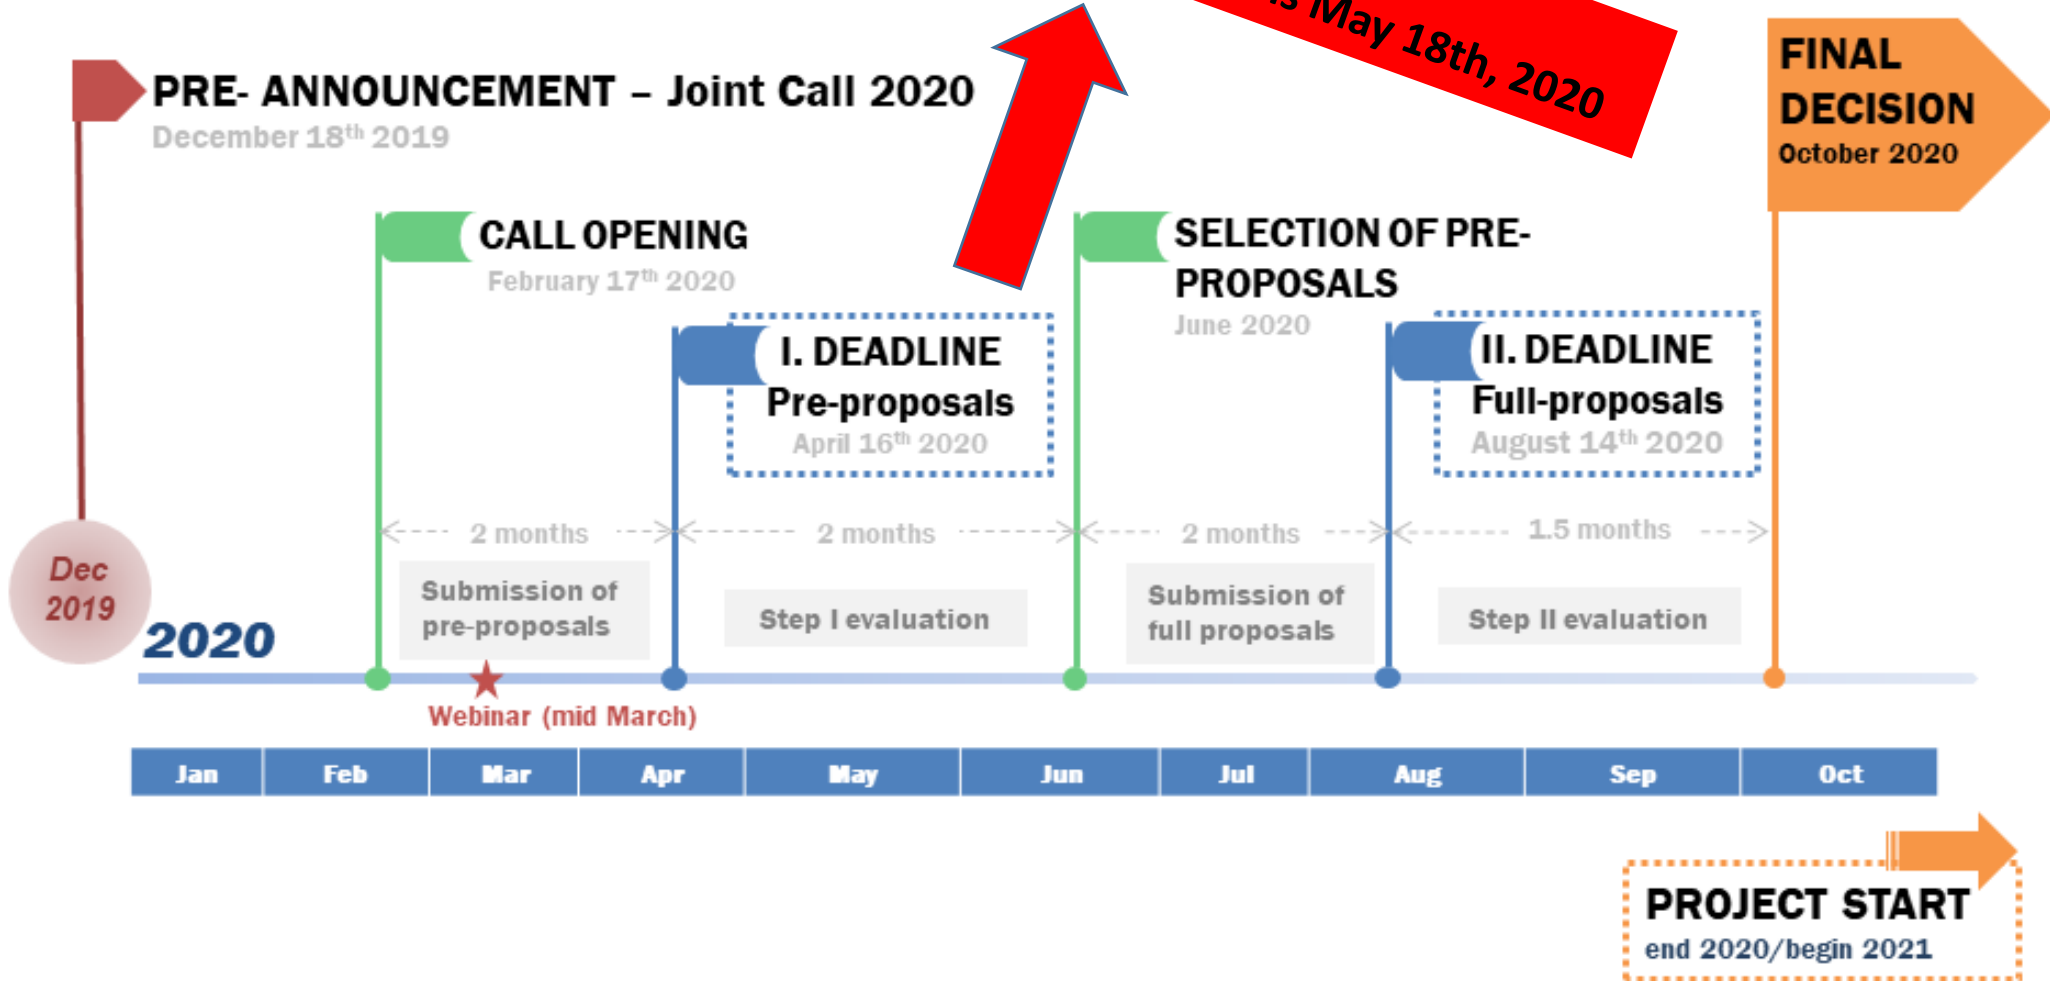 is May 18th, 2020
PRE- ANNOUNCEMENT – Joint Call 2020
December 18th 2019
FINAL
DECISION
October 2020
CALL OPENING
February 17th 2020
SELECTION OF PRE-
PROPOSALS
June 2020
I. DEADLINE
Pre-proposals
April 16th 2020
II. DEADLINE
Full-proposals
August 14th 2020
2 months
2 months
2 months
1.5 months
Dec
2019
2020
Submission of
pre-proposals
Step I evaluation
Submission of
full proposals
Step II evaluation
Webinar (mid March)
Jan
Feb
Mar
Apr
May
Jun
Jul
Aug
Sep
Oct
PROJECT START
end 2020/begin 2021